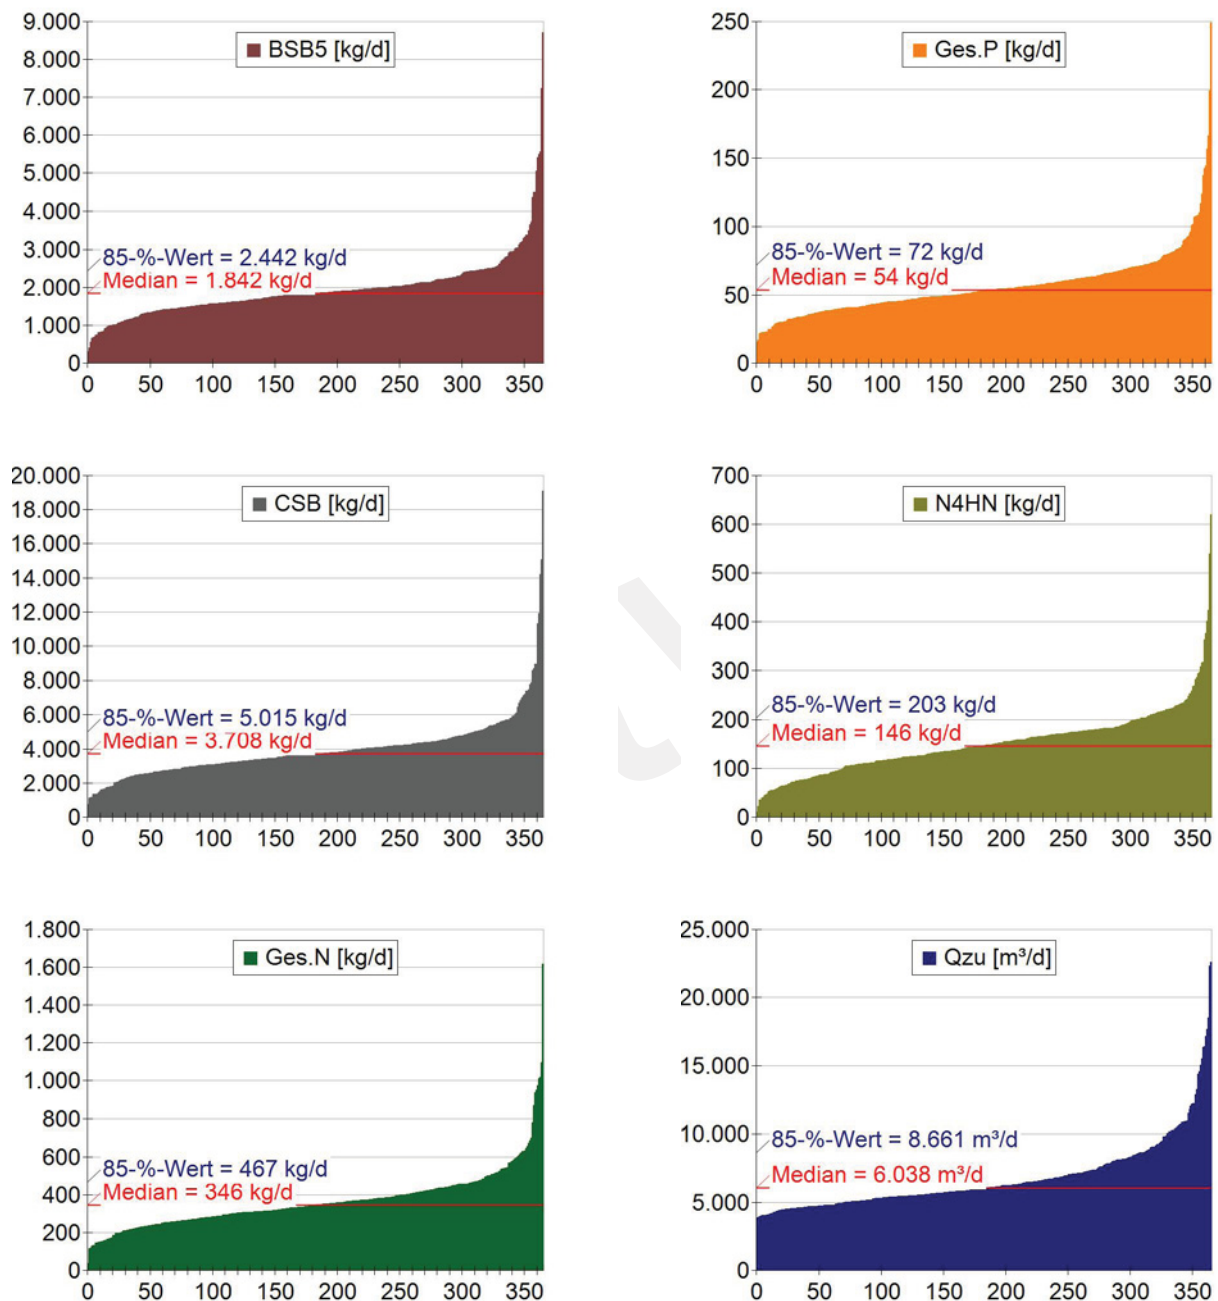 BSB5 [kg/d]
9.000
8.000
7.000
6.000
5.000
4.000
3.000
2.000
1.000
0
85-%-Wert = 2.442 kg/d
Median = 1.842 kg/d
0 50 100 150 200 250 300 350
Ges.P [kg/d]
250
200
150
100
50
0
85-%-Wert = 72 kg/d
Median = 54 kg/d
0 50 100 150 200 250 300 350
CSB [kg/d]
20.000
18.000
16.000
14.000
12.000
10.000
8.000
6.000
4.000
2.000
0
85-%-Wert = 5.015 kg/d
Median = 3.708 kg/d
0 50 100 150 200 250 300 350
N4HN [kg/d]
700
600
500
400
300
200
100
0
85-%-Wert = 203 kg/d
Median = 146 kg/d
0 50 100 150 200 250 300 350
Ges.N [kg/d]
1.800
1.600
1.400
1.200
1.000
800
600
400
200
0
85-%-Wert = 467 kg/d
Median = 346 kg/d
0 50 100 150 200 250 300 350
Qzu [m³/d]
25.000
20.000
15.000
10.000
5.000
0
85-%-Wert = 8.661 m³/d
Median = 6.038 m³/d
0 50 100 150 200 250 300 350